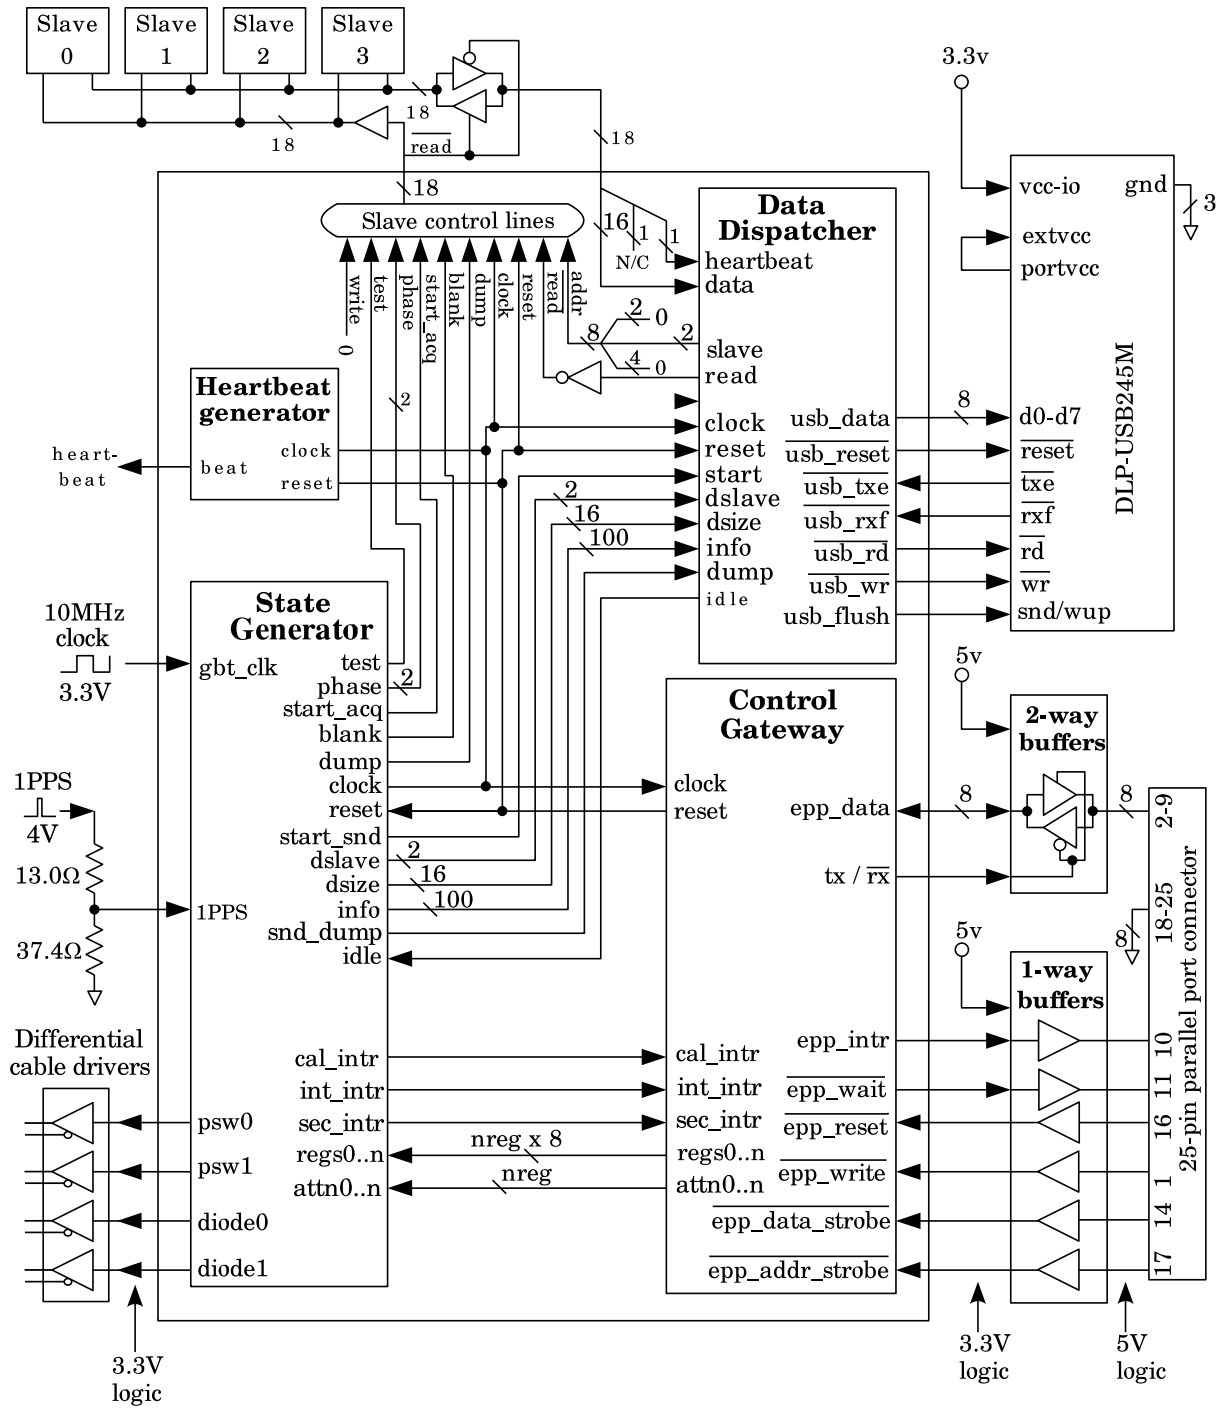 Slave 0
Slave 1
Slave 2
Slave 3
18
18
read
18
18
Slave control lines
write
test
phase
start_acq
blank
dump
clock
reset
read
addr
0
2
16
1
1
N/C
8
2
0
4
0
2
Data
Dispatcher
heartbeat
data
slave
read
clock
reset
start
dslave
dsize
info
dump
idle
usb_data
usb_reset
usb_txe
usb_rxf
usb_rd
usb_wr
usb_flush
2
16
100
8
3.3v
vcc-io
gnd
3
extvcc
portvcc
DLP-USB245M
d0-d7
reset
txe
rxf
rd
wr
snd/wup
Heartbeat
generator
clock
reset
beat
heart-
beat
10MHz
clock
3.3V
State
Generator
gbt_clk
test
phase
start_acq
blank
dump
clock
reset
start_snd
dslave
dsize
info
snd_dump
idle
1PPS
2
2
16
100
1PPS
4V
13.0Ω
37.4Ω
cal_intr
int_intr
sec_intr
regs0..n
attn0..n
nreg x 8
nreg
psw0
psw1
diode0
diode1
Differential
cable drivers
3.3V
logic
Control
Gateway
clock
reset
epp_data
tx / rx
cal_intr
int_intr
sec_intr
regs0..n
attn0..n
epp_intr
epp_wait
epp_reset
epp_write
epp_data_strobe
epp_addr_strobe
8
5v
2-way
buffers
8
5v
1-way
buffers
8
2-9
18-25
10
11
16
1
14
17
25-pin parallel port connector
3.3V
logic
5V
logic